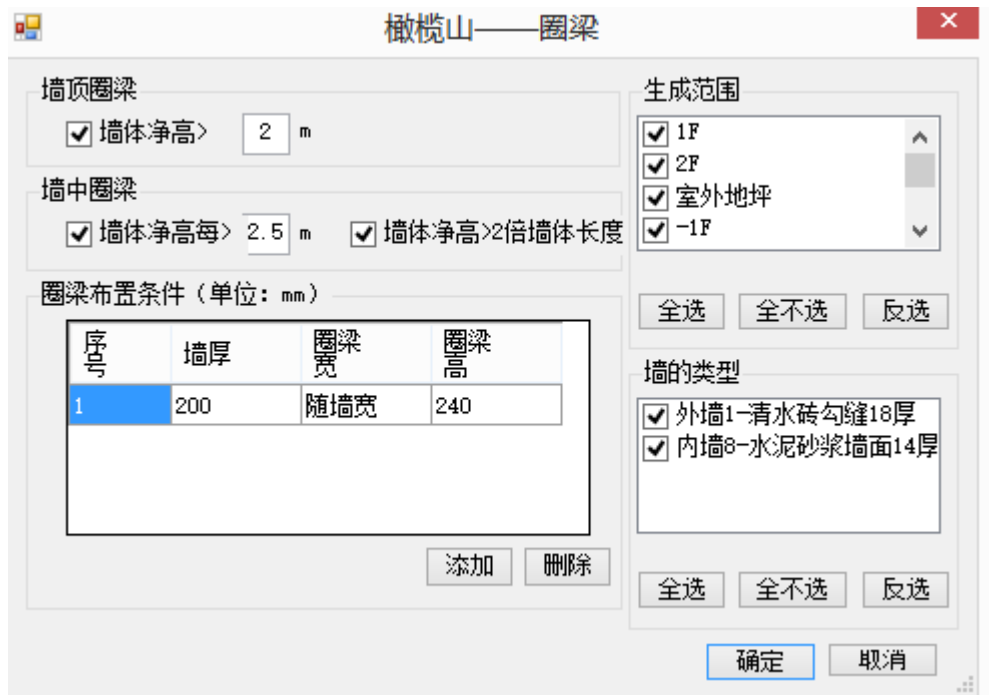 橄榄山——圈梁
墙顶圈梁
墙体净高> 2 m
墙中圈梁
墙体净高每> 2.5 m 墙体净高>2倍墙体长度
圈梁布置条件（单位：mm）
序号 墙厚 圈梁宽 圈梁高
1 200 随墙宽 240
添加 删除
生成范围
1F
2F
室外地坪
-1F
全选 全不选 反选
墙的类型
外墙1-清水砖勾缝18厚
内墙8-水泥砂浆墙面14厚
全选 全不选 反选
确定 取消